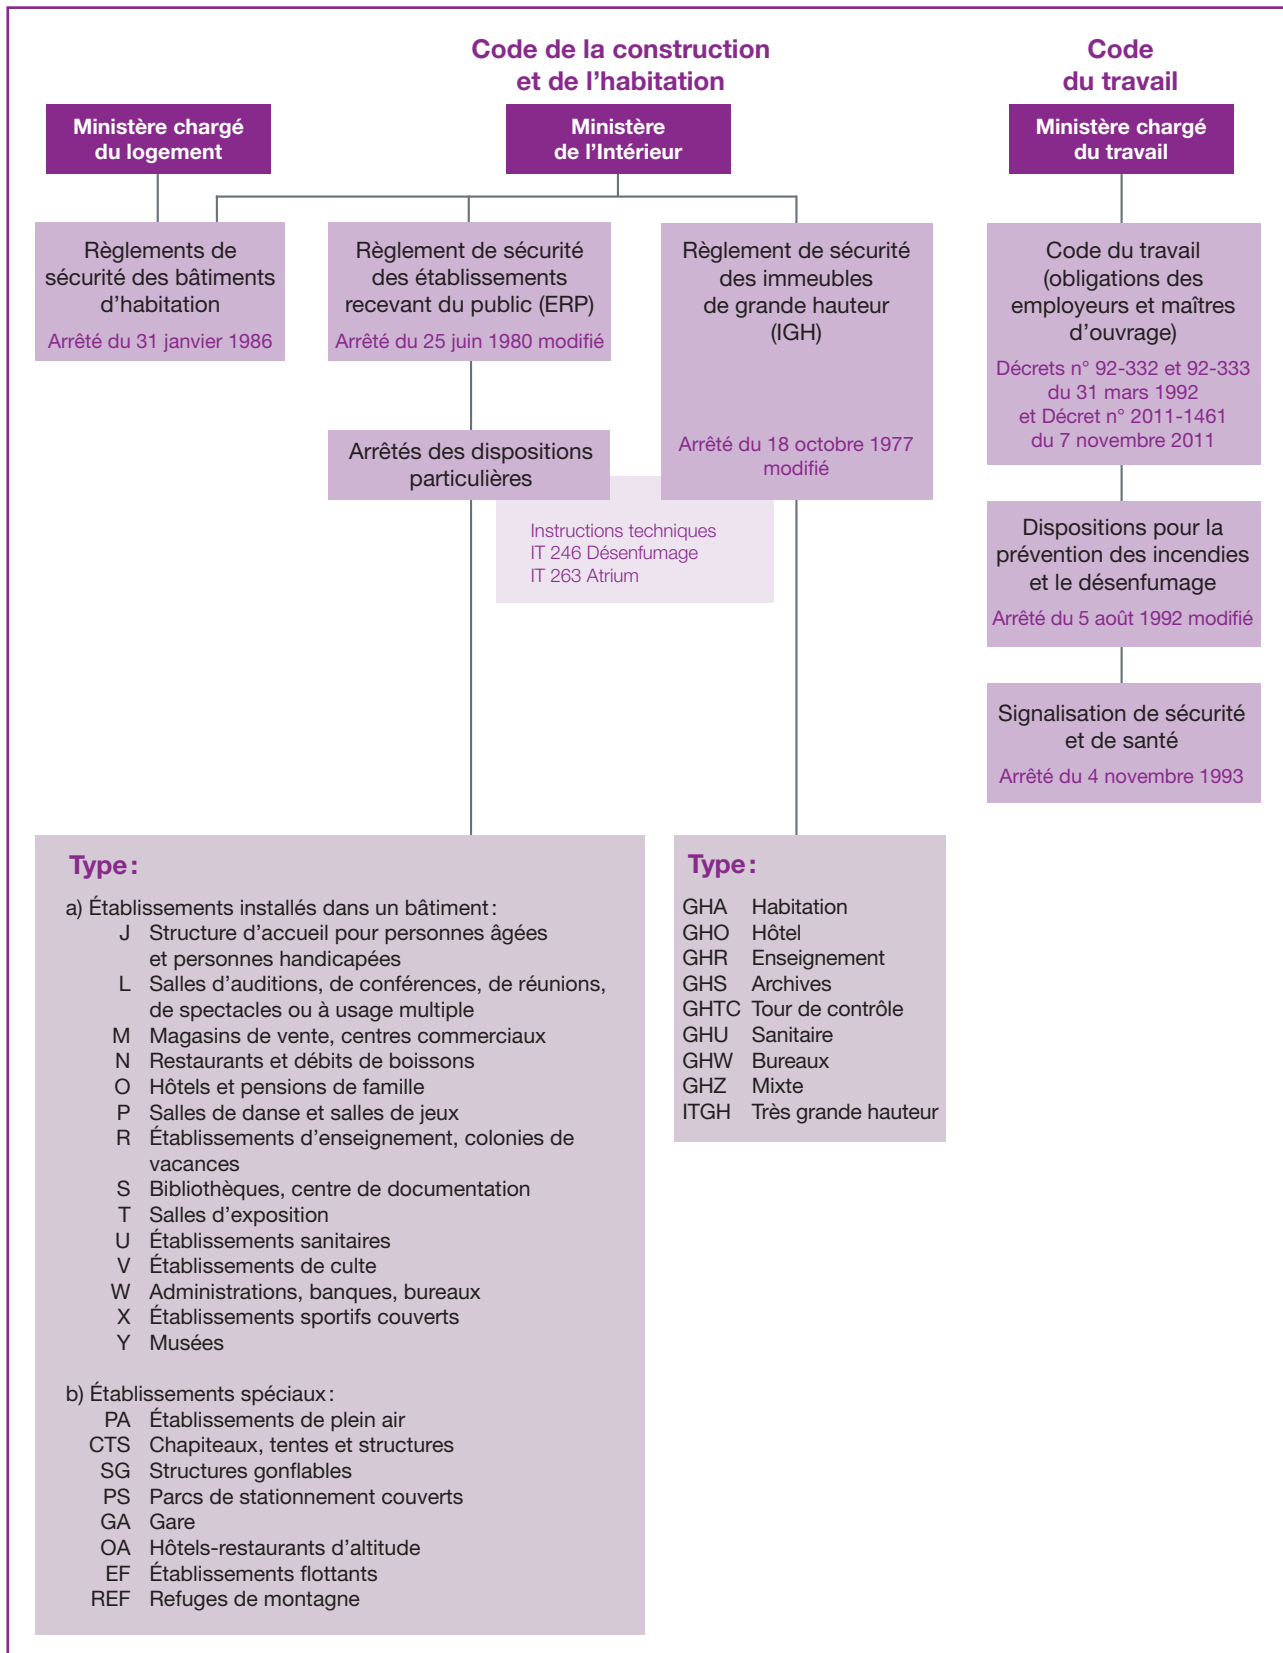 Code de la construction
et de l'habitation
Code
du travail
Ministère chargé
du logement
Ministère
de l'Intérieur
Ministère chargé
du travail
Règlements de
sécurité des bâtiments
d'habitation
Arrêté du 31 janvier 1986
Règlement de sécurité
des établissements
recevant du public (ERP)
Arrêté du 25 juin 1980 modifié
Arrêtés des dispositions
particulières
Règlement de sécurité
des immeubles
de grande hauteur
(IGH)
Arrêté du 18 octobre 1977
modifié
Instructions techniques
IT 246 Désenfumage
IT 263 Atrium
Code du travail
(obligations des
employeurs et maîtres
d'ouvrage)
Décrets n° 92-332 et 92-333
du 31 mars 1992
et Décret n° 2011-1461
du 7 novembre 2011
Dispositions pour la
prévention des incendies
et le désenfumage
Arrêté du 5 août 1992 modifié
Signalisation de sécurité
et de santé
Arrêté du 4 novembre 1993
Type :
a) Établissements installés dans un bâtiment :
J Structure d'accueil pour personnes âgées
et personnes handicapées
L Salles d'auditions, de conférences, de réunions,
de spectacles ou à usage multiple
M Magasins de vente, centres commerciaux
N Restaurants et débits de boissons
O Hôtels et pensions de famille
P Salles de danse et salles de jeux
R Établissements d'enseignement, colonies de
vacances
S Bibliothèques, centre de documentation
T Salles d'exposition
U Établissements sanitaires
V Établissements de culte
W Administrations, banques, bureaux
X Établissements sportifs couverts
Y Musées
b) Établissements spéciaux :
PA Établissements de plein air
CTS Chapiteaux, tentes et structures
SG Structures gonflables
PS Parcs de stationnement couverts
GA Gare
OA Hôtels-restaurants d'altitude
EF Établissements flottants
REF Refuges de montagne
Type :
GHA Habitation
GHO Hôtel
GHR Enseignement
GHS Archives
GHTC Tour de contrôle
GHU Sanitaire
GHW Bureaux
GHZ Mixte
ITGH Très grande hauteur